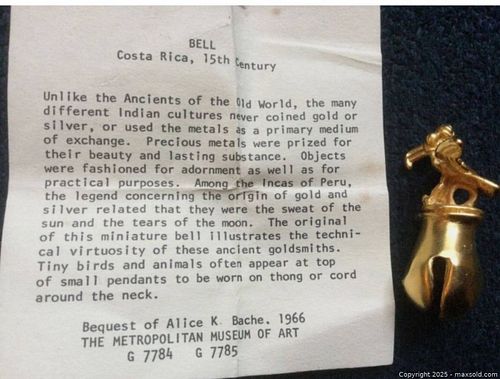 BELL
Costa Rica, 15th Century
Unlike the Ancients of the Old World, the many
different Indian cultures never coined gold or
silver, or used the metals as a primary medium
of exchange. Precious metals were prized for
their beauty and lasting substance. Objects
were fashioned for adornment as well as for
practical purposes. Among the Incas of Peru,
the legend concerning the origin of gold and
silver related that they were the sweat of the
sun and the tears of the moon. The original
of this miniature bell illustrates the techni-
cal virtuosity of these ancient goldsmiths.
Tiny birds and animals often appear at top
of small pendants to be worn on thong or cord
around the neck.
Bequest of Alice K. Bache, 1966
THE METROPOLITAN MUSEUM OF ART
G 7784 G 7785
Copyright 2025 - maxsold.com